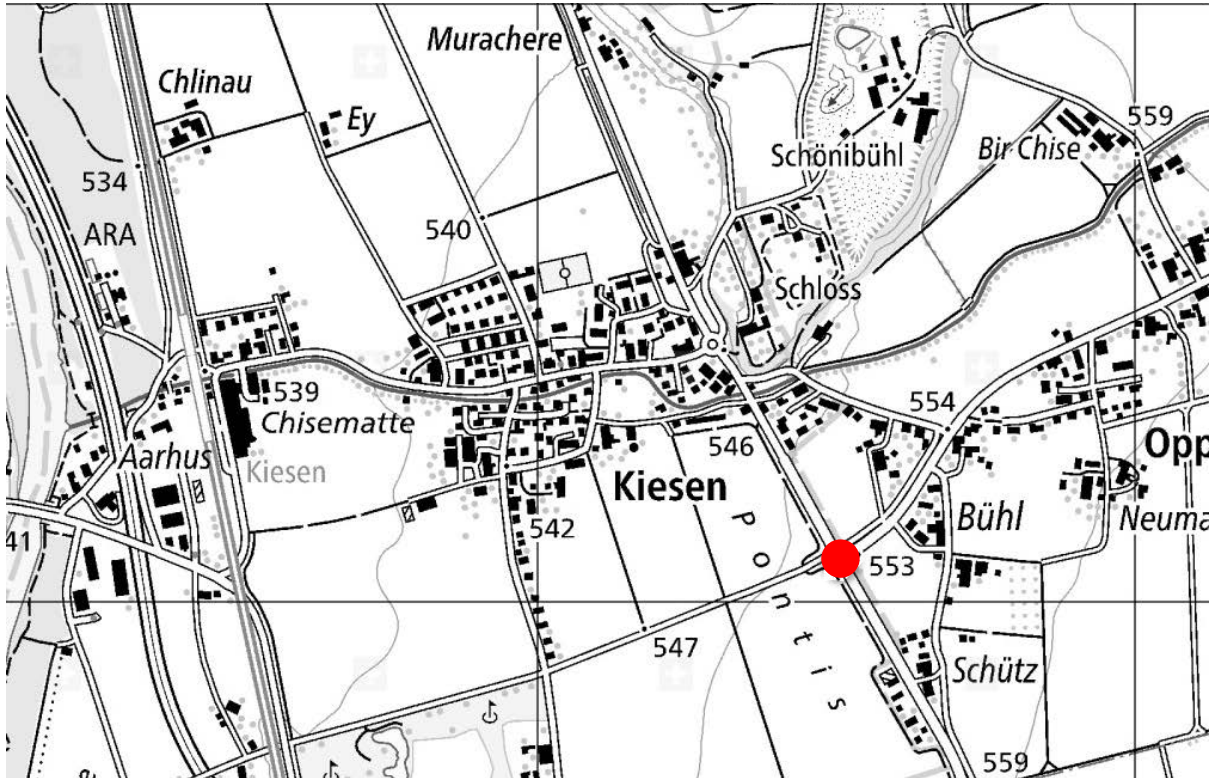 Murachere
Chlinau
Ey
559
Schönibühl
Bir Chise
534
540
ARA
Schloss
539
Chisematte
554
546
Opp
Aarhus
Kiesen
Kiesen
Pontis
Bühl
Neuma
542
41
553
547
Schütz
559